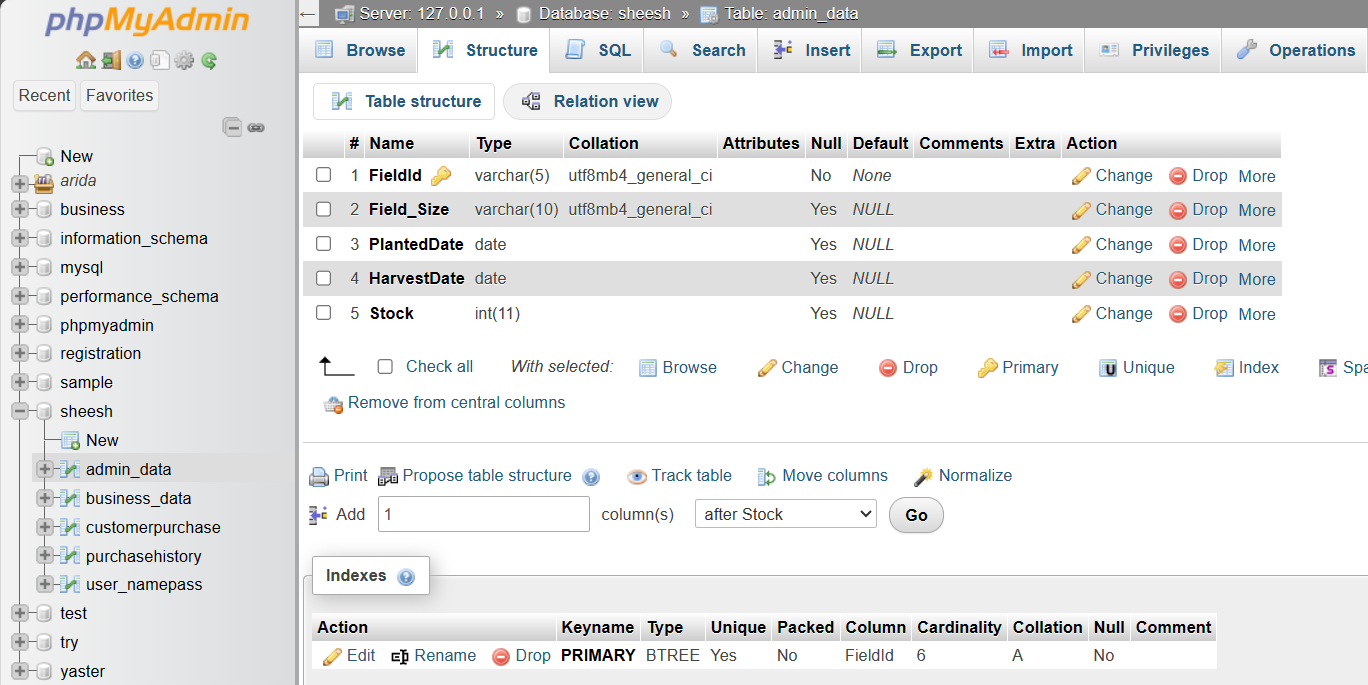 phpMyAdmin
Recent Favorites
New
arida
business
information_schema
mysql
performance_schema
phpmyadmin
registration
sample
sheesh
New
admin_data
business_data
customerpurchase
purchasehistory
user_namepass
test
try
yaster
← Server: 127.0.0.1 » Database: sheesh » Table: admin_data
Browse Structure SQL Search Insert Export Import Privileges Operations
Table structure Relation view
# Name Type Collation Attributes Null Default Comments Extra Action
1 FieldId varchar(5) utf8mb4_general_ci No None Change Drop More
2 Field_Size varchar(10) utf8mb4_general_ci Yes NULL Change Drop More
3 PlantedDate date Yes NULL Change Drop More
4 HarvestDate date Yes NULL Change Drop More
5 Stock int(11) Yes NULL Change Drop More
Check all With selected: Browse Change Drop Primary Unique Index Spa
Remove from central columns
Print Propose table structure Track table Move columns Normalize
Add 1 column(s) after Stock Go
Indexes
Action Keyname Type Unique Packed Column Cardinality Collation Null Comment
Edit Rename Drop PRIMARY BTREE Yes No FieldId 6 A No